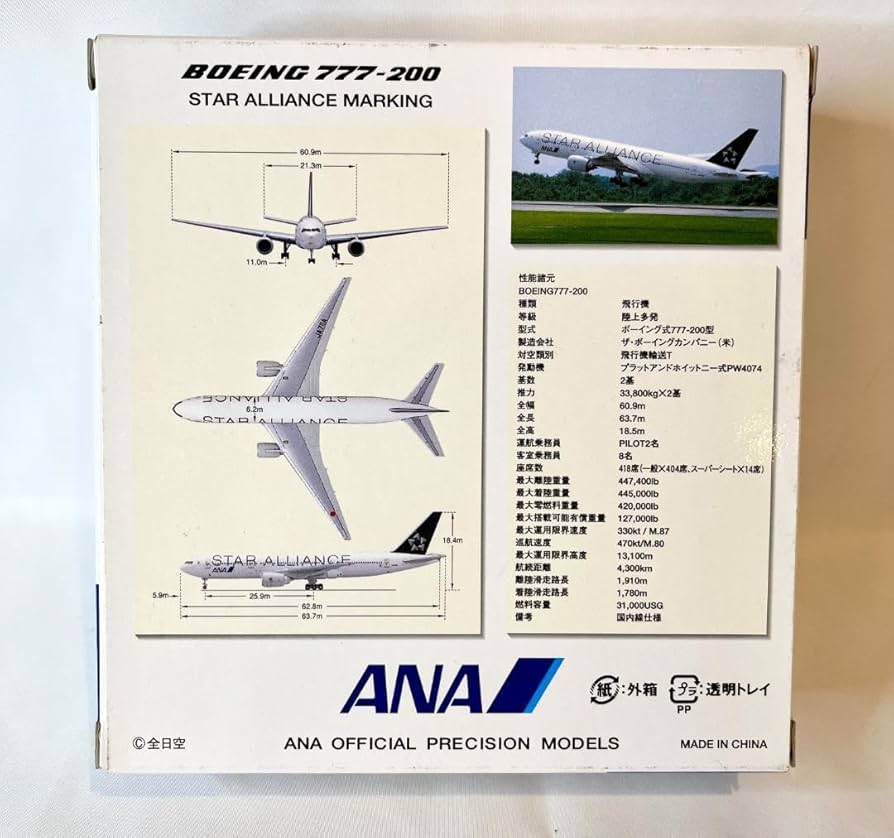 BOEING 777-200
STAR ALLIANCE MARKING
60.9m
21.3m
11.0m
JA711A
STAR ALLIANCE
6.2m
STAR ALLIANCE
STAR ALLIANCE
ANA
18.4m
5.9m
25.9m
62.8m
63.7m
STAR ALLIANCE
ANA
性能諸元
BOEING777-200
種類 飛行機
等級 陸上多発
型式 ボーイング式777-200型
製造会社 ザ・ボーイングカンパニー(米)
対空類別 飛行機輸送T
発動機 プラットアンドホイットニー式PW4074
基数 2基
推力 33,800kg×2基
全幅 60.9m
全長 63.7m
全高 18.5m
運航乗務員 PILOT2名
客室乗務員 8名
座席数 418席(一般×404席、スーパーシート×14席)
最大離陸重量 447,400lb
最大着陸重量 445,000lb
最大零燃料重量 420,000lb
最大搭載可能有償重量 127,000lb
最大運用限界速度 330kt / M.87
巡航速度 470kt/M.80
最大運用限界高度 13,100m
航続距離 4,300km
離陸滑走路長 1,910m
着陸滑走路長 1,780m
燃料容量 31,000USG
備考 国内線仕様
ANA
紙:外箱 プラ:透明トレイ
PP
©全日空
ANA OFFICIAL PRECISION MODELS
MADE IN CHINA